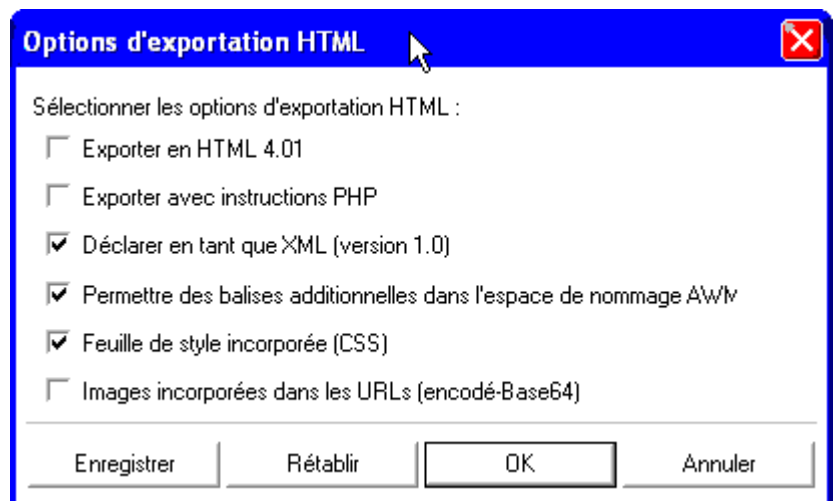 Options d'exportation HTML
Sélectionner les options d'exportation HTML :
Exporter en HTML 4.01
Exporter avec instructions PHP
Déclarer en tant que XML (version 1.0)
Permettre des balises additionnelles dans l'espace de nommage AWM
Feuille de style incorporée (CSS)
Images incorporées dans les URLs (encodé-Base64)
Enregistrer Rétablir OK Annuler